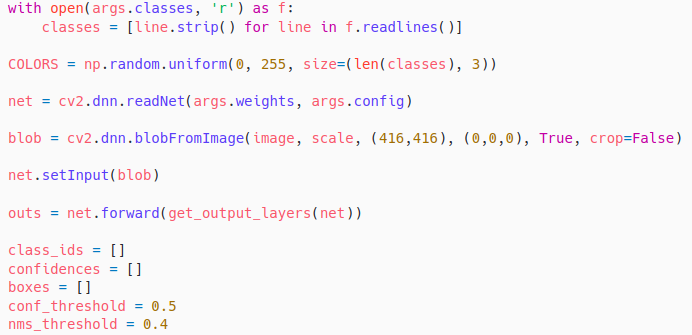 with open(args.classes, 'r') as f:
    classes = [line.strip() for line in f.readlines()]
COLORS = np.random.uniform(0, 255, size=(len(classes), 3))
net = cv2.dnn.readNet(args.weights, args.config)
blob = cv2.dnn.blobFromImage(image, scale, (416,416), (0,0,0), True, crop=False)
net.setInput(blob)
outs = net.forward(get_output_layers(net))
class_ids = []
confidences = []
boxes = []
conf_threshold = 0.5
nms_threshold = 0.4